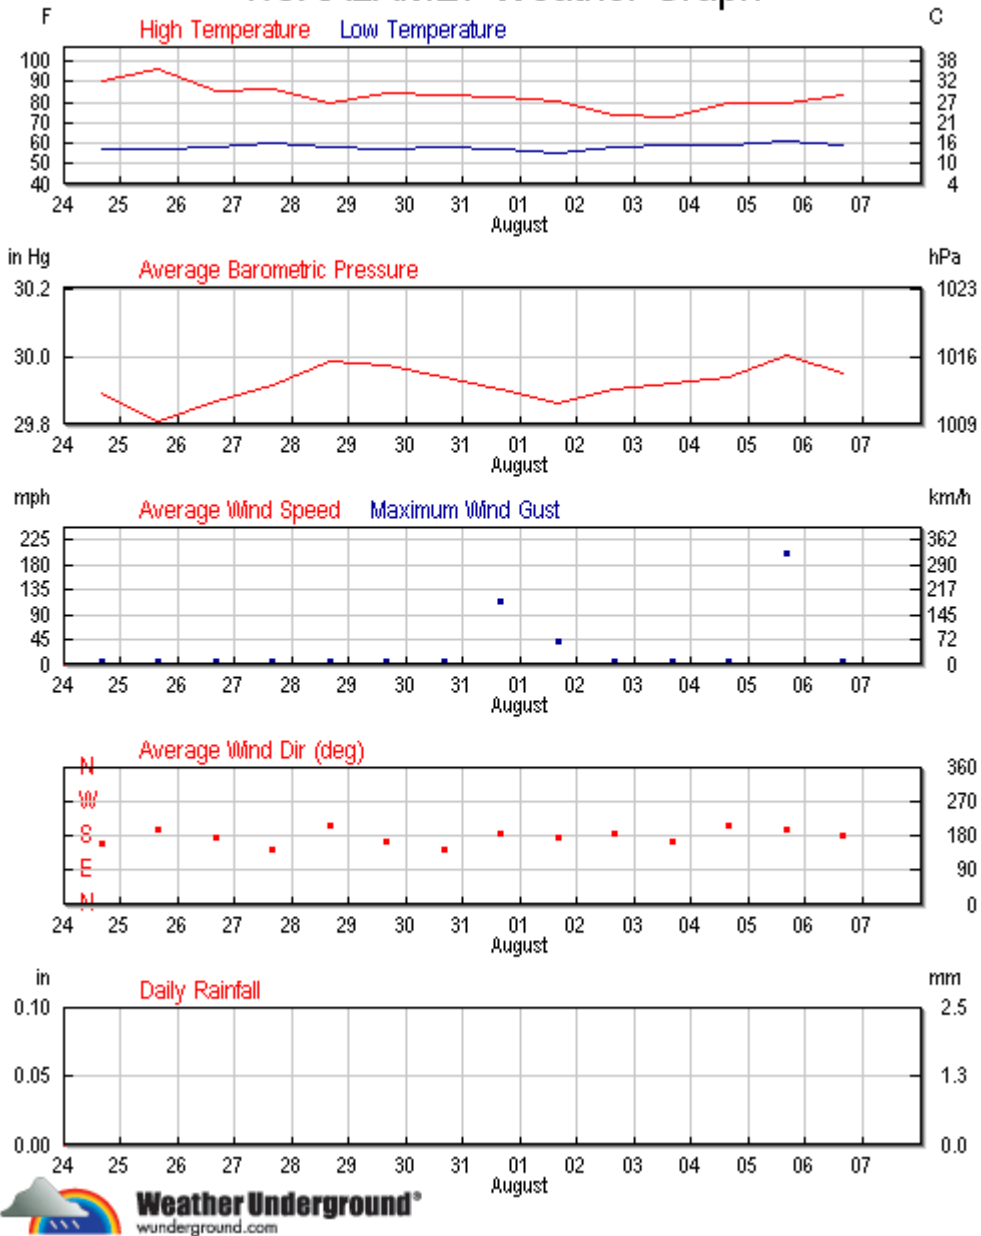 Weather Graph
F C
High Temperature Low Temperature
100 38
90 32
80 27
70 21
60 16
50 10
40 4
24 25 26 27 28 29 30 31 01 02 03 04 05 06 07
August
in Hg hPa
Average Barometric Pressure
30.2 1023
30.0 1016
29.8 1009
24 25 26 27 28 29 30 31 01 02 03 04 05 06 07
August
mph km/h
Average Wind Speed Maximum Wind Gust
225 362
180 290
135 217
90 145
45 72
0 0
24 25 26 27 28 29 30 31 01 02 03 04 05 06 07
August
Average Wind Dir (deg)
N 360
W 270
S 180
E 90
N 0
24 25 26 27 28 29 30 31 01 02 03 04 05 06 07
August
in mm
Daily Rainfall
0.10 2.5
0.05 1.3
0.00 0.0
24 25 26 27 28 29 30 31 01 02 03 04 05 06 07
August
Weather Underground®
wunderground.com